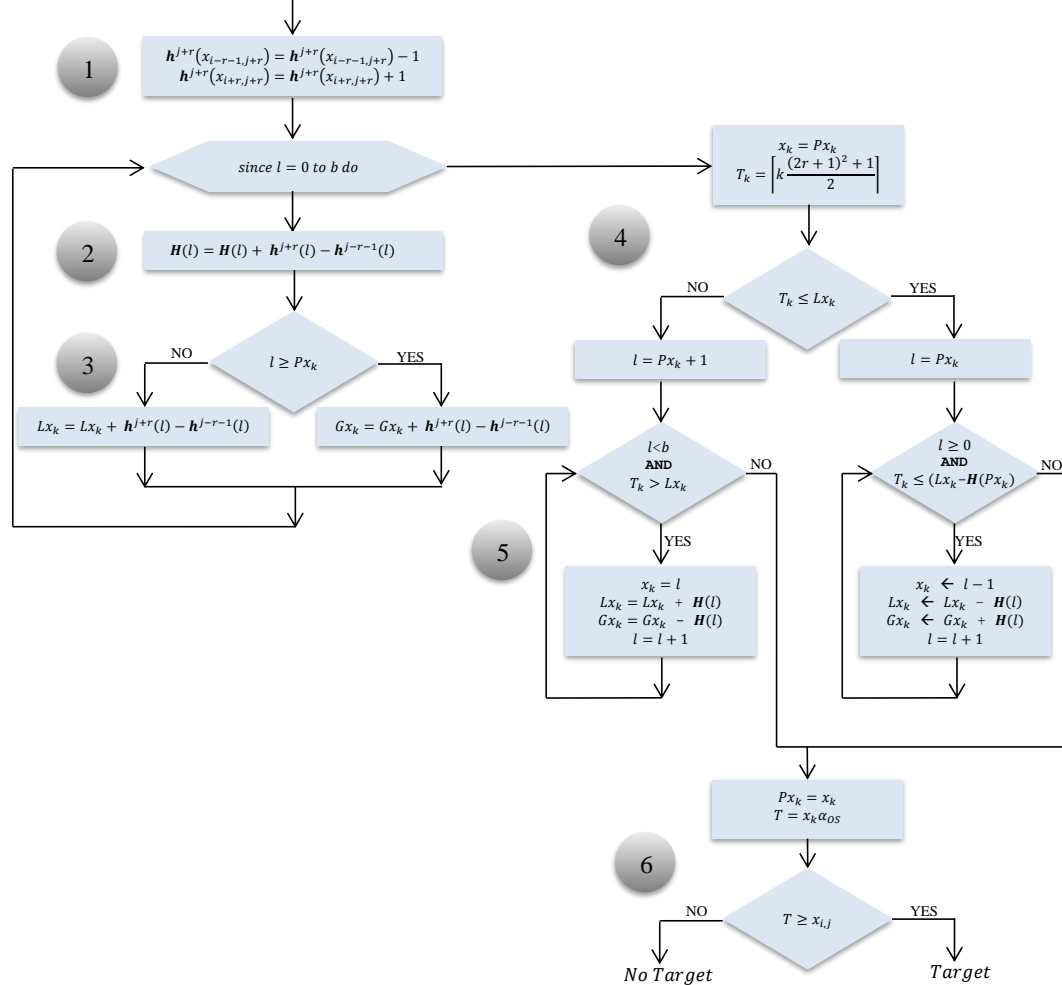 1
𝒉^{j+r}(x_{i−r−1,j+r}) = 𝒉^{j+r}(x_{i−r−1,j+r}) − 1
𝒉^{j+r}(x_{i+r,j+r}) = 𝒉^{j+r}(x_{i+r,j+r}) + 1
since l = 0 to b do
2
𝑯(l) = 𝑯(l) + 𝒉^{j+r}(l) − 𝒉^{j−r−1}(l)
3
l ≥ Px_k
NO
YES
Lx_k = Lx_k + 𝒉^{j+r}(l) − 𝒉^{j−r−1}(l)
Gx_k = Gx_k + 𝒉^{j+r}(l) − 𝒉^{j−r−1}(l)
x_k = Px_k
T_k = ⌈k ((2r + 1)^2 + 1)/2⌉
4
T_k ≤ Lx_k
NO
YES
l = Px_k + 1
l = Px_k
l<b
AND
T_k > Lx_k
NO
l ≥ 0
AND
T_k ≤ (Lx_k−𝑯(Px_k)
NO
5
YES
x_k = l
Lx_k = Lx_k + 𝑯(l)
Gx_k = Gx_k − 𝑯(l)
l = l + 1
YES
x_k ← l − 1
Lx_k ← Lx_k − 𝑯(l)
Gx_k ← Gx_k + 𝑯(l)
l = l + 1
Px_k = x_k
T = x_k α_{OS}
6
T ≥ x_{i,j}
NO
YES
No Target
Target